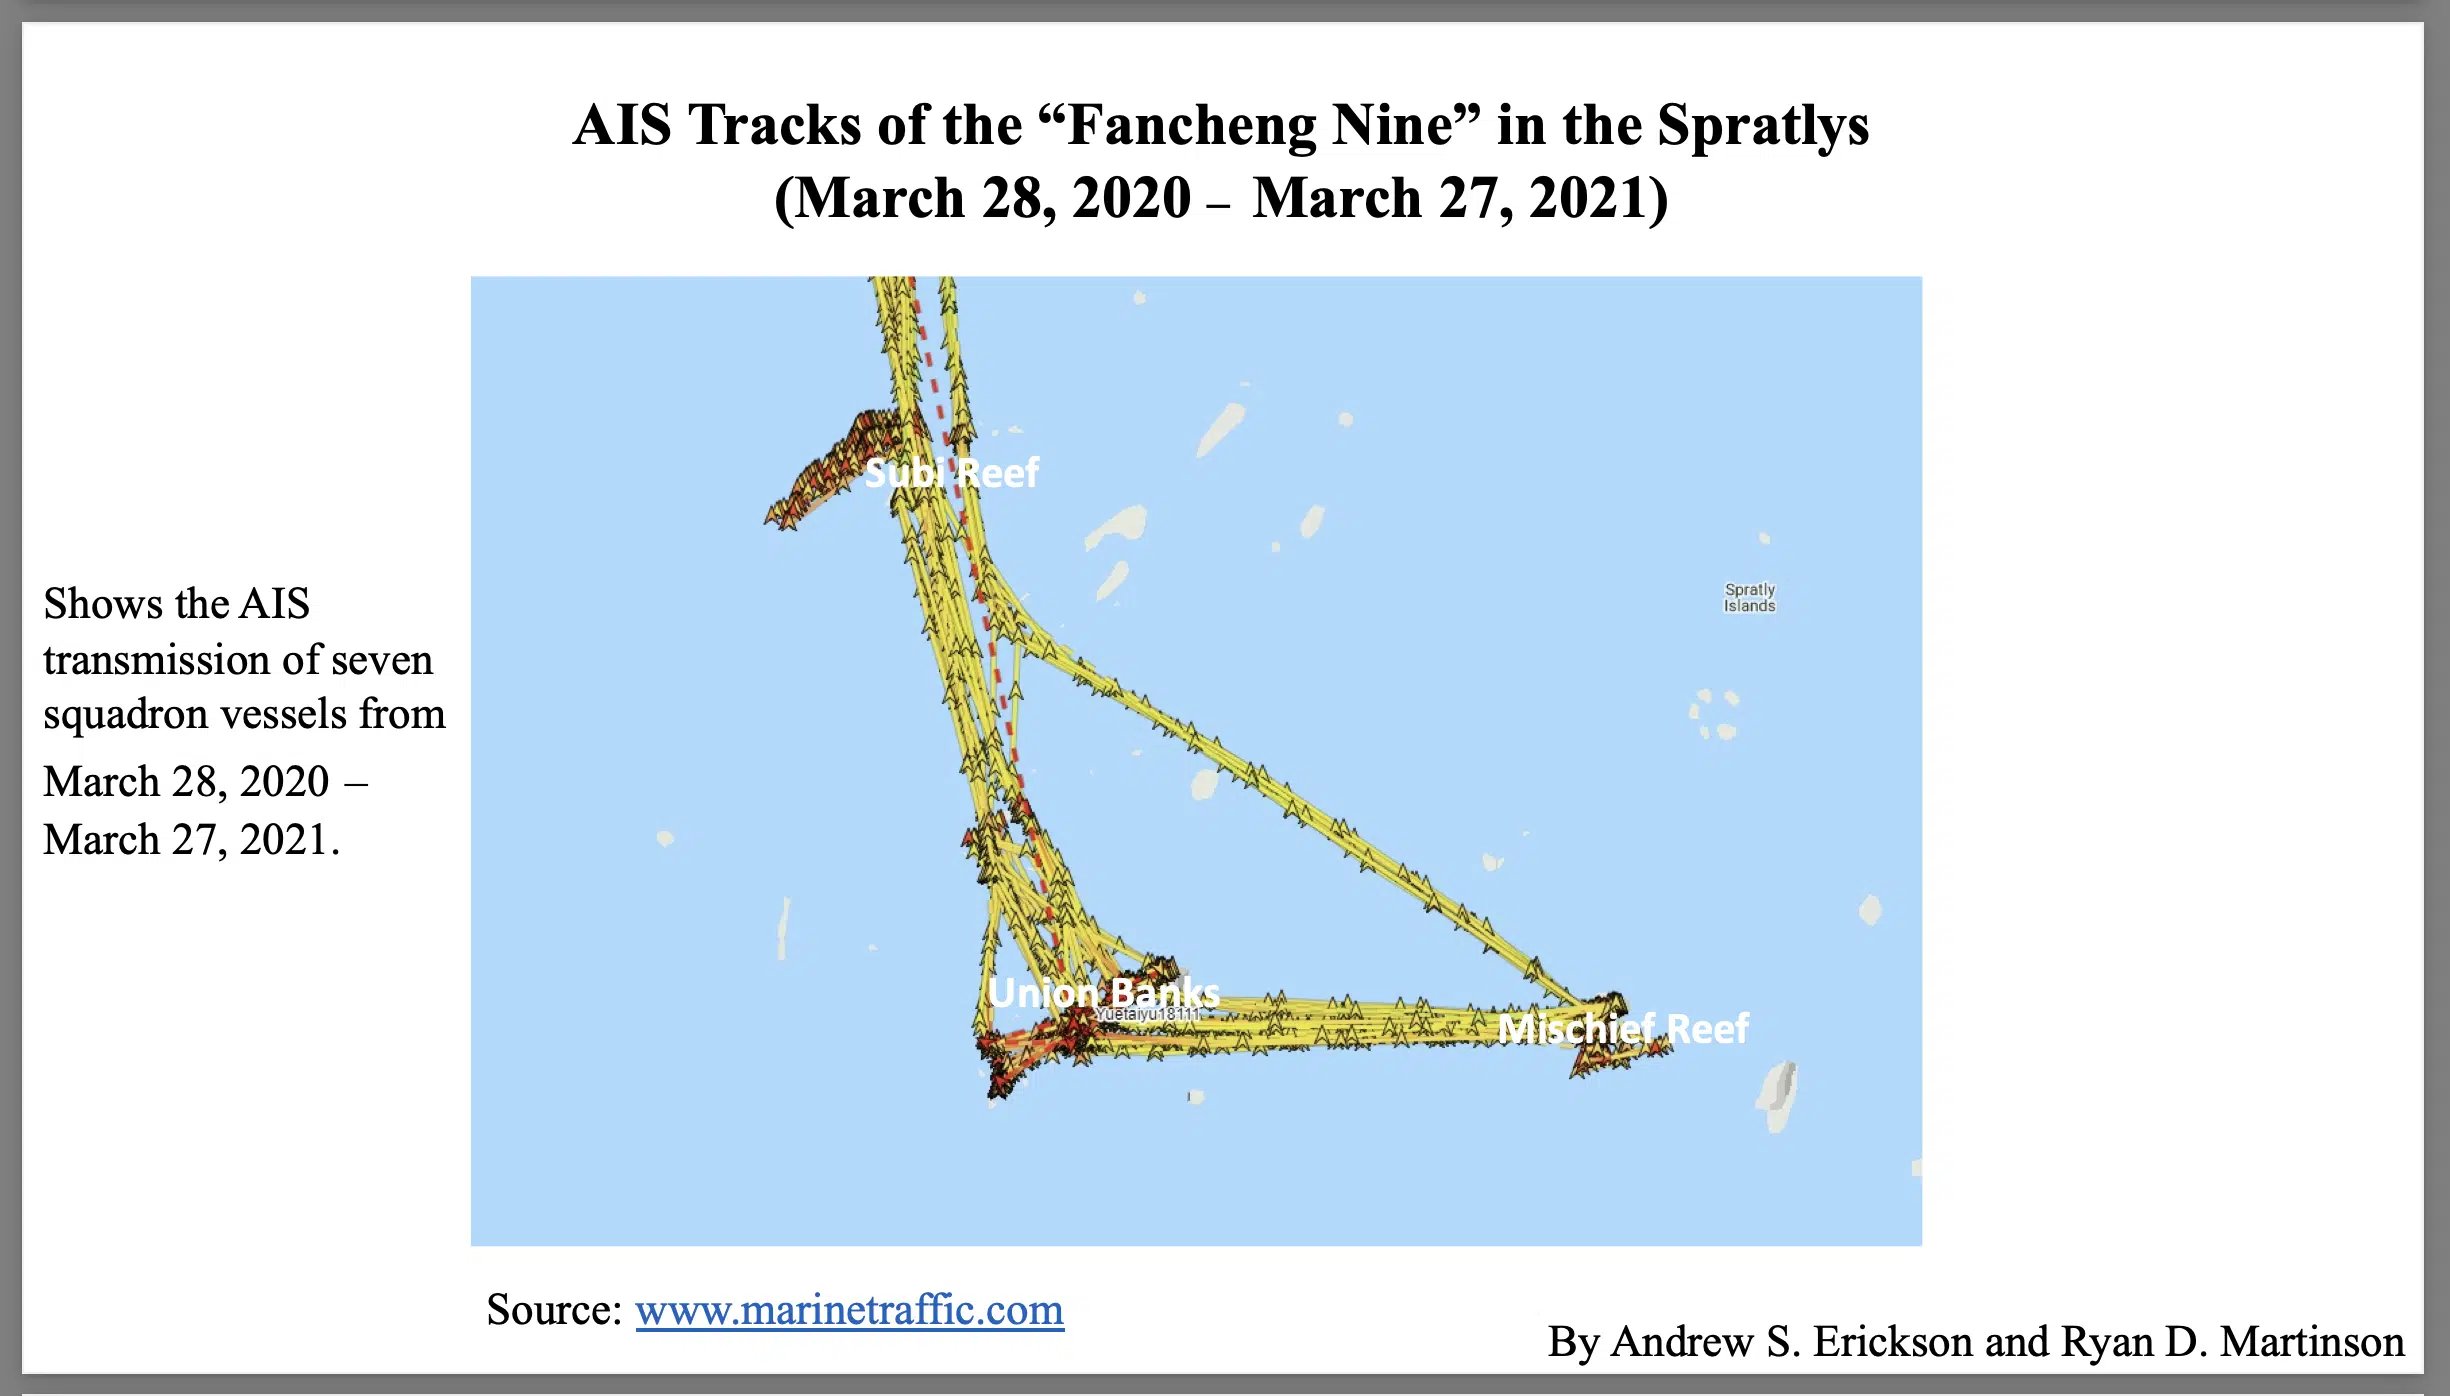 AIS Tracks of the “Fancheng Nine” in the Spratlys
(March 28, 2020 – March 27, 2021)
Subi Reef
Spratly
Islands
Shows the AIS
transmission of seven
squadron vessels from
March 28, 2020 –
March 27, 2021.
Union Banks
Yuetaiyu18111
Mischief Reef
Source: www.marinetraffic.com
By Andrew S. Erickson and Ryan D. Martinson